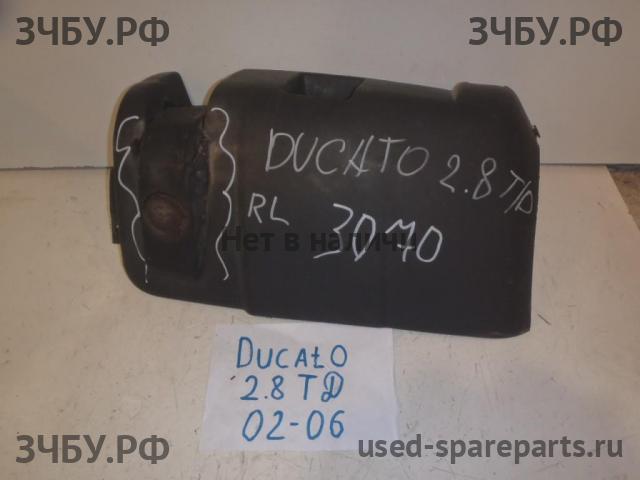 ЗЧБУ.РФ
ЗЧБУ.РФ
DUCATO 2.8 T/D
RL
3D70
Нет в наличии
DUCATO
2.8 TD
02-06
ЗЧБУ.РФ
used-spareparts.ru